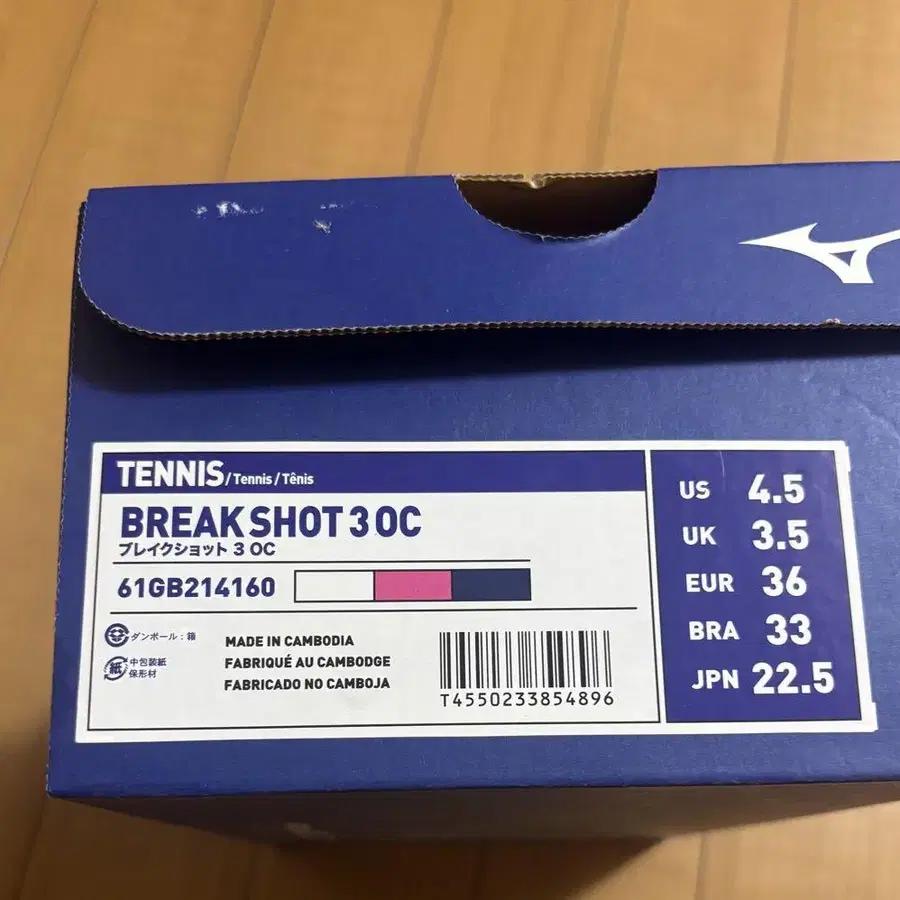 TENNIS/Tennis/Tênis
BREAK SHOT 3 OC
ブレイクショット 3 OC
61GB214160
ダンボール：箱
紙 中包装紙
保形材
MADE IN CAMBODIA
FABRIQUÉ AU CAMBODGE
FABRICADO NO CAMBOJA
T4550233854896
US 4.5
UK 3.5
EUR 36
BRA 33
JPN 22.5